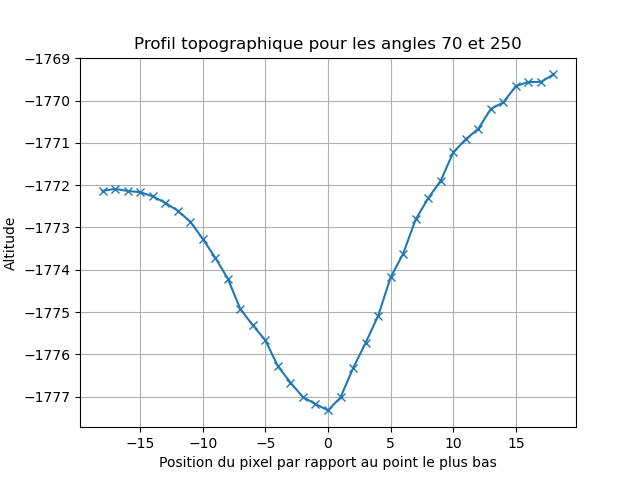 Profil topographique pour les angles 70 et 250
−1769
−1770
−1771
−1772
−1773
−1774
−1775
−1776
−1777
Altitude
−15 −10 −5 0 5 10 15
Position du pixel par rapport au point le plus bas